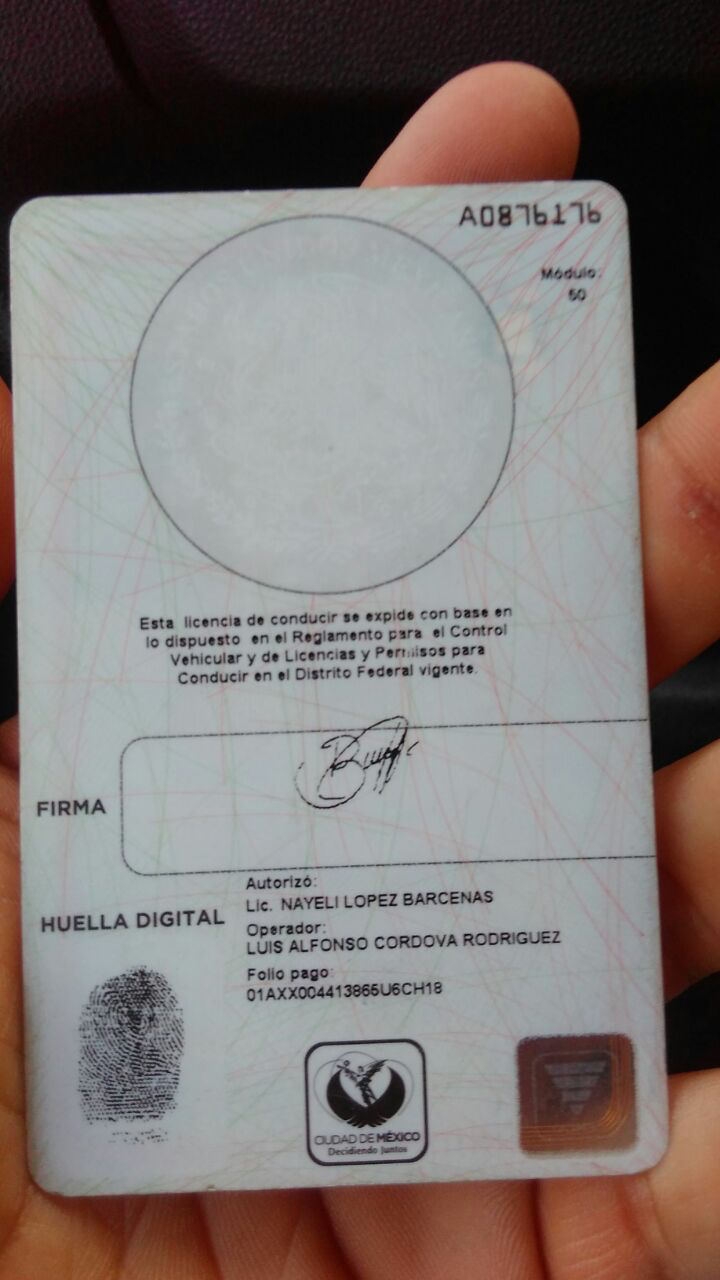 A0876176
Módulo:
50
Esta licencia de conducir se expide con base en
lo dispuesto en el Reglamento para el Control
Vehicular y de Licencias y Permisos para
Conducir en el Distrito Federal vigente.
FIRMA
Autorizó:
Lic. NAYELI LOPEZ BARCENAS
HUELLA DIGITAL
Operador:
LUIS ALFONSO CORDOVA RODRIGUEZ
Folio pago:
01AXX004413865U6CH18
CIUDAD DE MÉXICO
Decidiendo Juntos